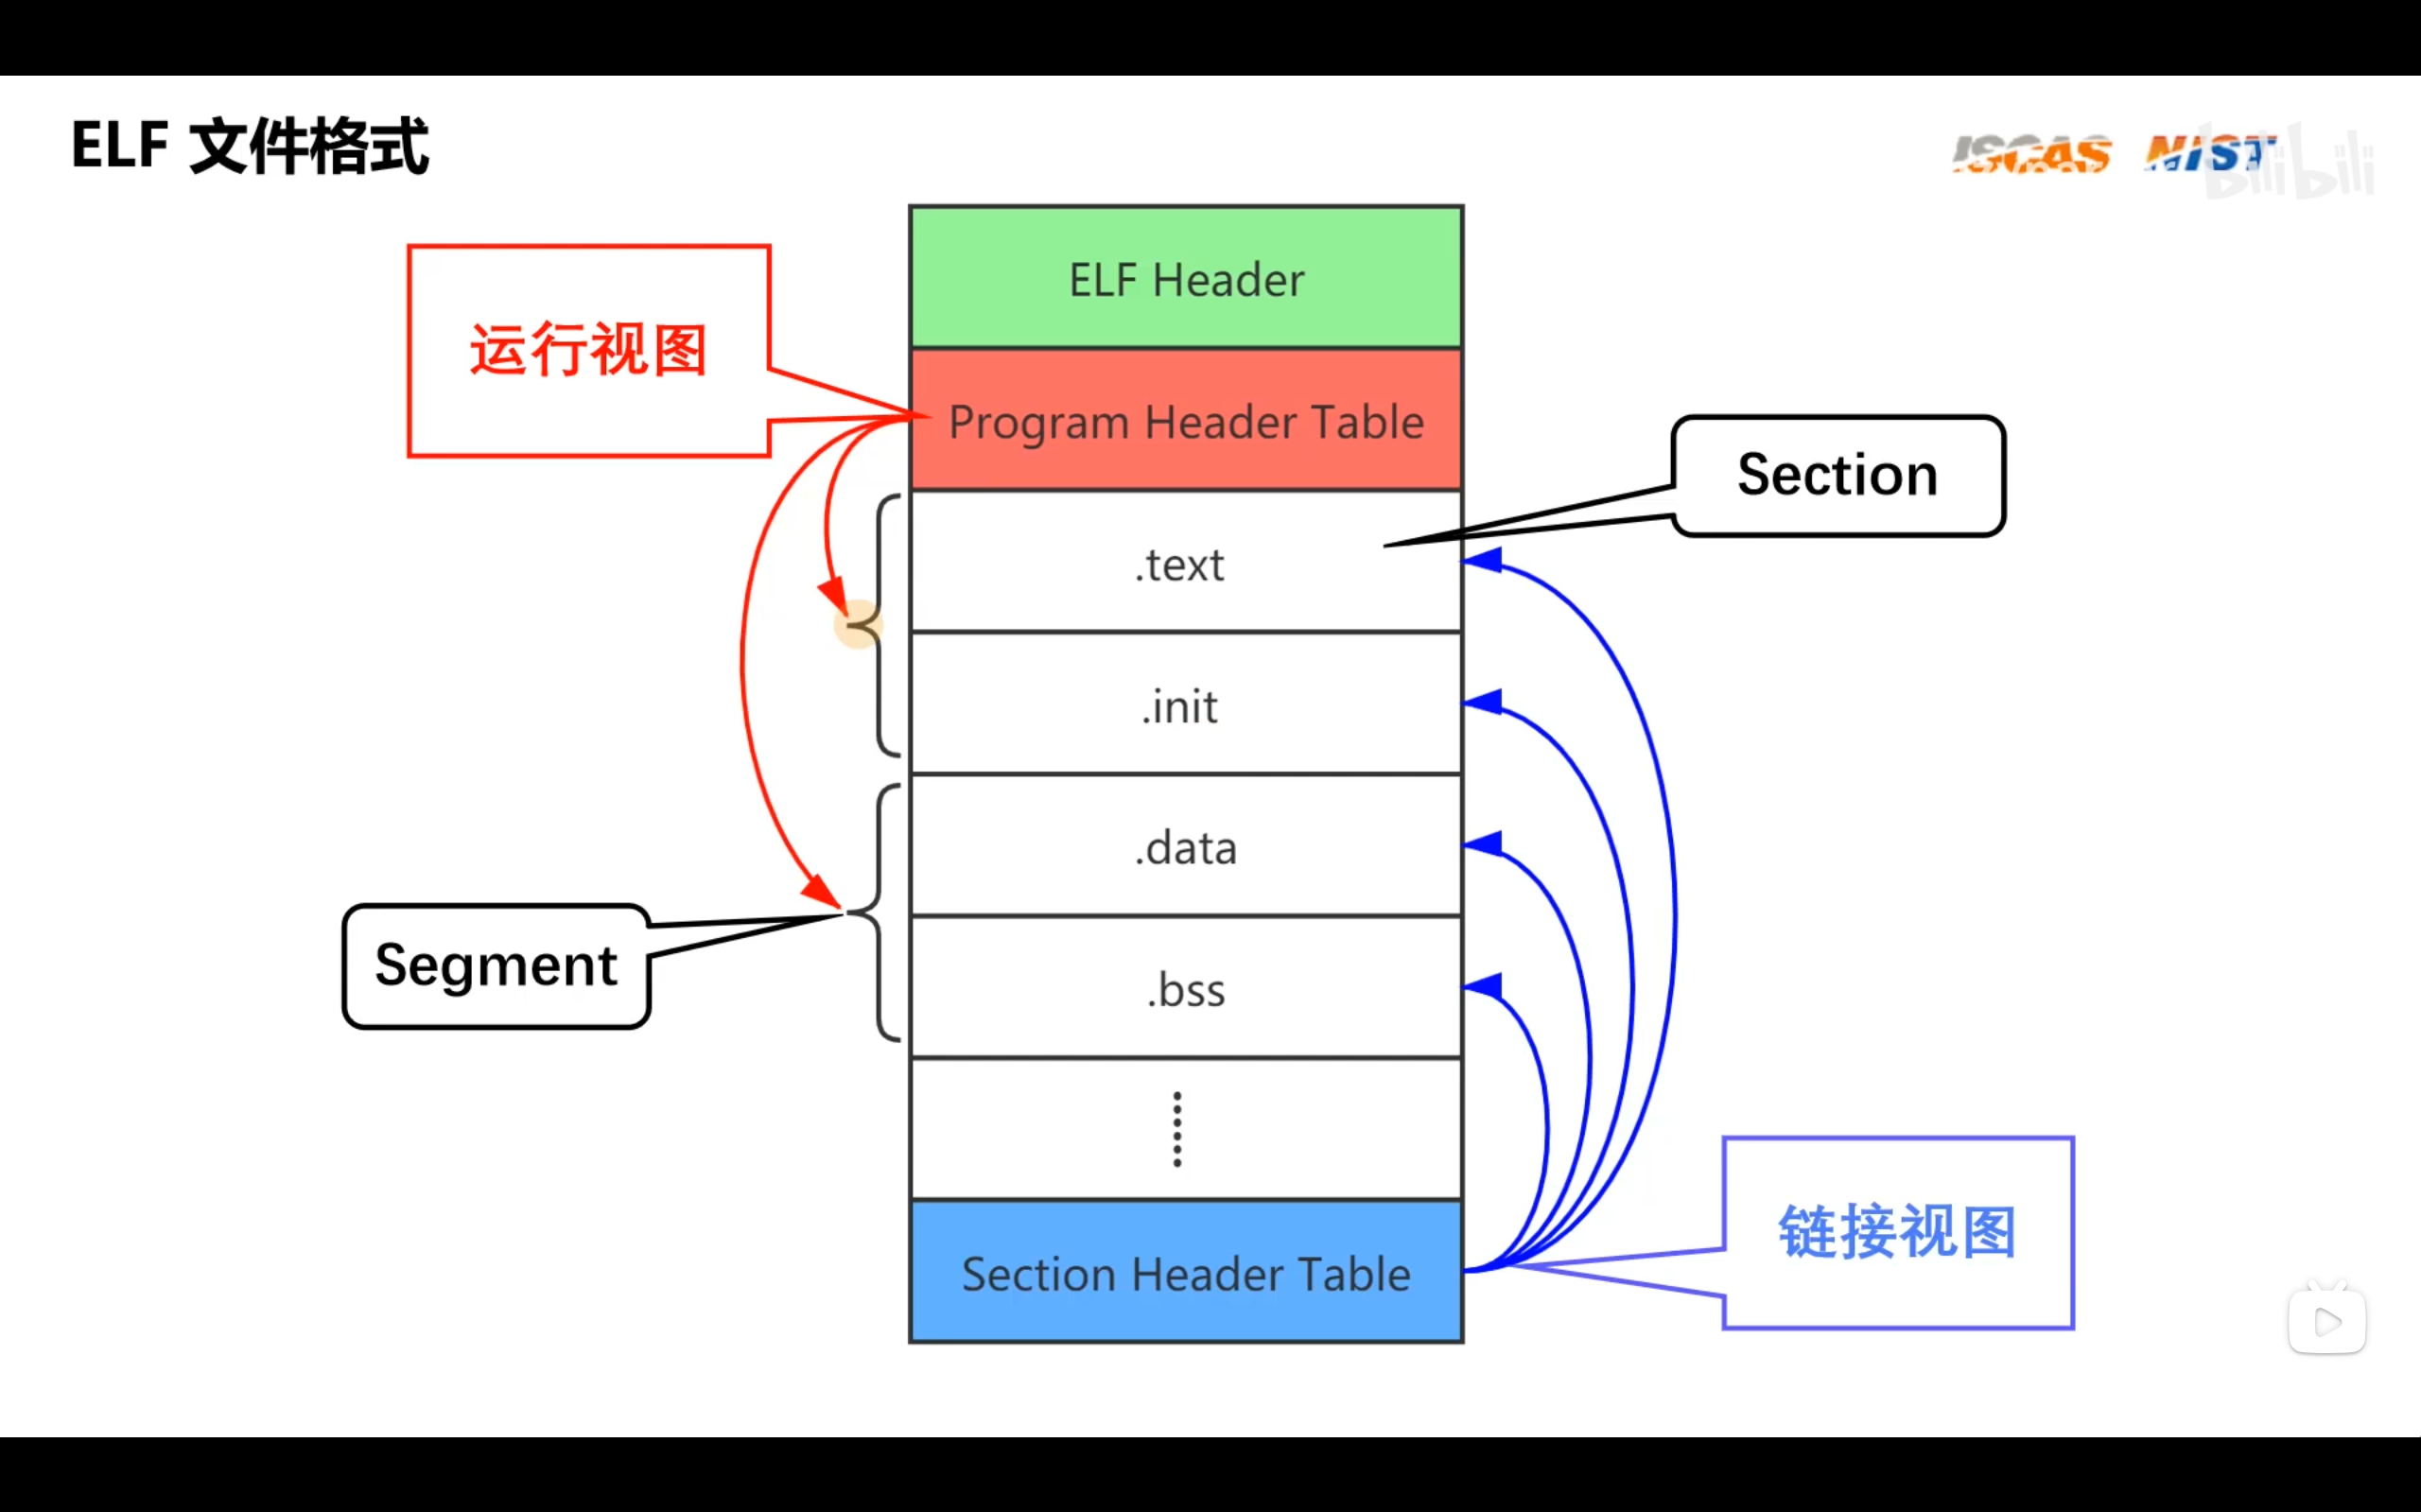 ELF 文件格式
ISCAS NIST
bilibili
ELF Header
运行视图
Program Header Table
Section
.text
.init
.data
Segment
.bss
链接视图
Section Header Table